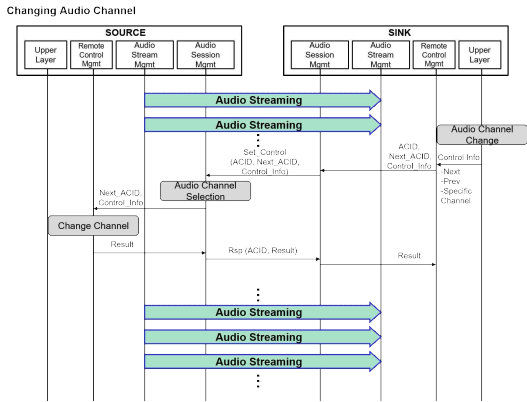 Changing Audio Channel
SOURCE
SINK
Upper
Layer
Remote
Control
Mgmt
Audio
Stream
Mgmt
Audio
Session
Mgmt
Audio
Session
Mgmt
Audio
Stream
Mgmt
Remote
Control
Mgmt
Upper
Layer
Audio Streaming
Audio Streaming
Audio Channel
Change
Set_Control
(ACID, Next_ACID,
Control_Info)
ACID,
Next_ACID,
Control_Info
Control Info
-Next
-Prev
-Specific
Channel
Audio Channel
Selection
Next_ACID,
Control_Info
Change Channel
Result
Rsp (ACID, Result)
Result
Audio Streaming
Audio Streaming
Audio Streaming